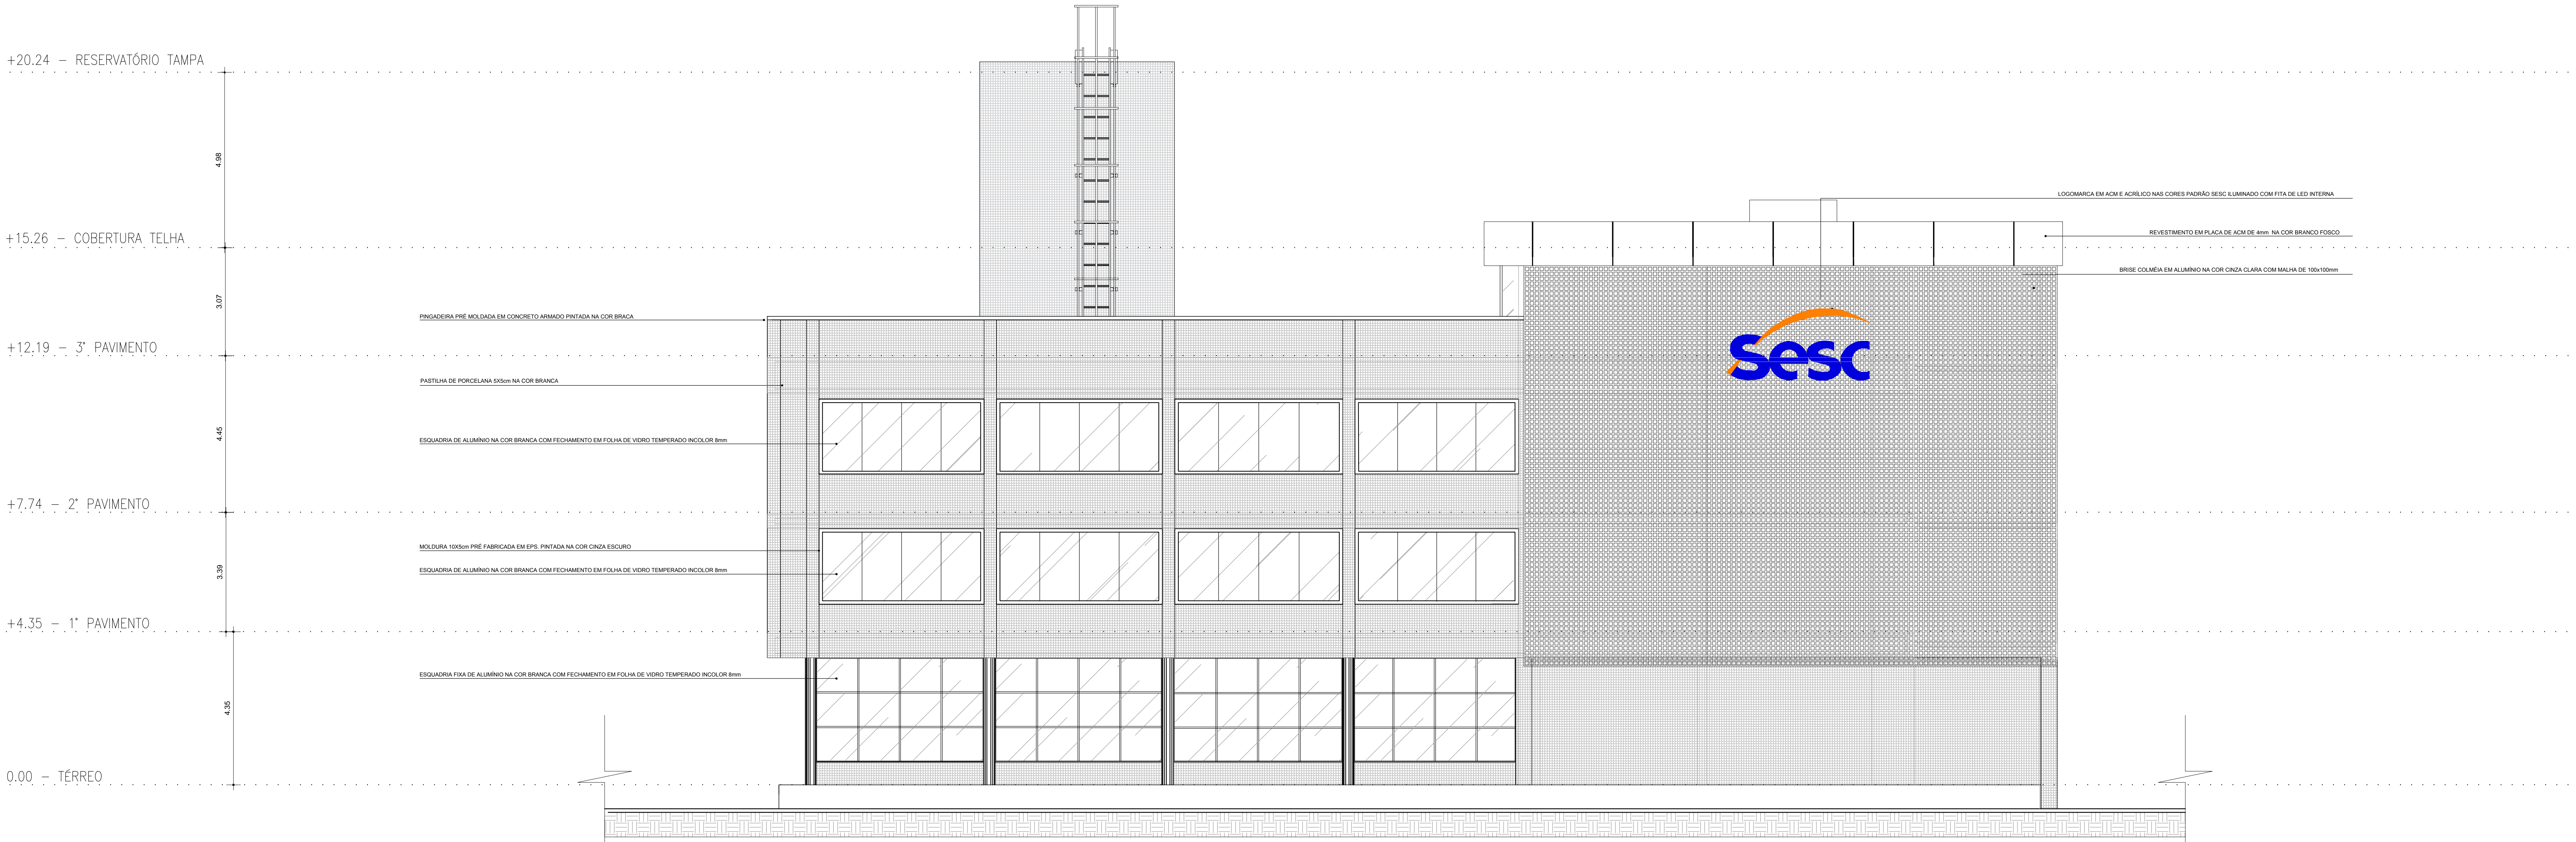 +20.24 – RESERVATÓRIO TAMPA
4.98
LOGOMARCA EM ACM E ACRÍLICO NAS CORES PADRÃO SESC ILUMINADO COM FITA DE LED INTERNA
REVESTIMENTO EM PLACA DE ACM DE 4mm NA COR BRANCO FOSCO
+15.26 – COBERTURA TELHA
BRISE COLMÉIA EM ALUMÍNIO NA COR CINZA CLARA COM MALHA DE 100x100mm
3.07
PINGADEIRA PRÉ MOLDADA EM CONCRETO ARMADO PINTADA NA COR BRACA
+12.19 – 3° PAVIMENTO
sesc
PASTILHA DE PORCELANA 5X5cm NA COR BRANCA
4.45
ESQUADRIA DE ALUMÍNIO NA COR BRANCA COM FECHAMENTO EM FOLHA DE VIDRO TEMPERADO INCOLOR 8mm
+7.74 – 2° PAVIMENTO
MOLDURA 10X5cm PRÉ FABRICADA EM EPS. PINTADA NA COR CINZA ESCURO
3.39
ESQUADRIA DE ALUMÍNIO NA COR BRANCA COM FECHAMENTO EM FOLHA DE VIDRO TEMPERADO INCOLOR 8mm
+4.35 – 1° PAVIMENTO
ESQUADRIA FIXA DE ALUMÍNIO NA COR BRANCA COM FECHAMENTO EM FOLHA DE VIDRO TEMPERADO INCOLOR 8mm
4.35
0.00 – TÉRREO